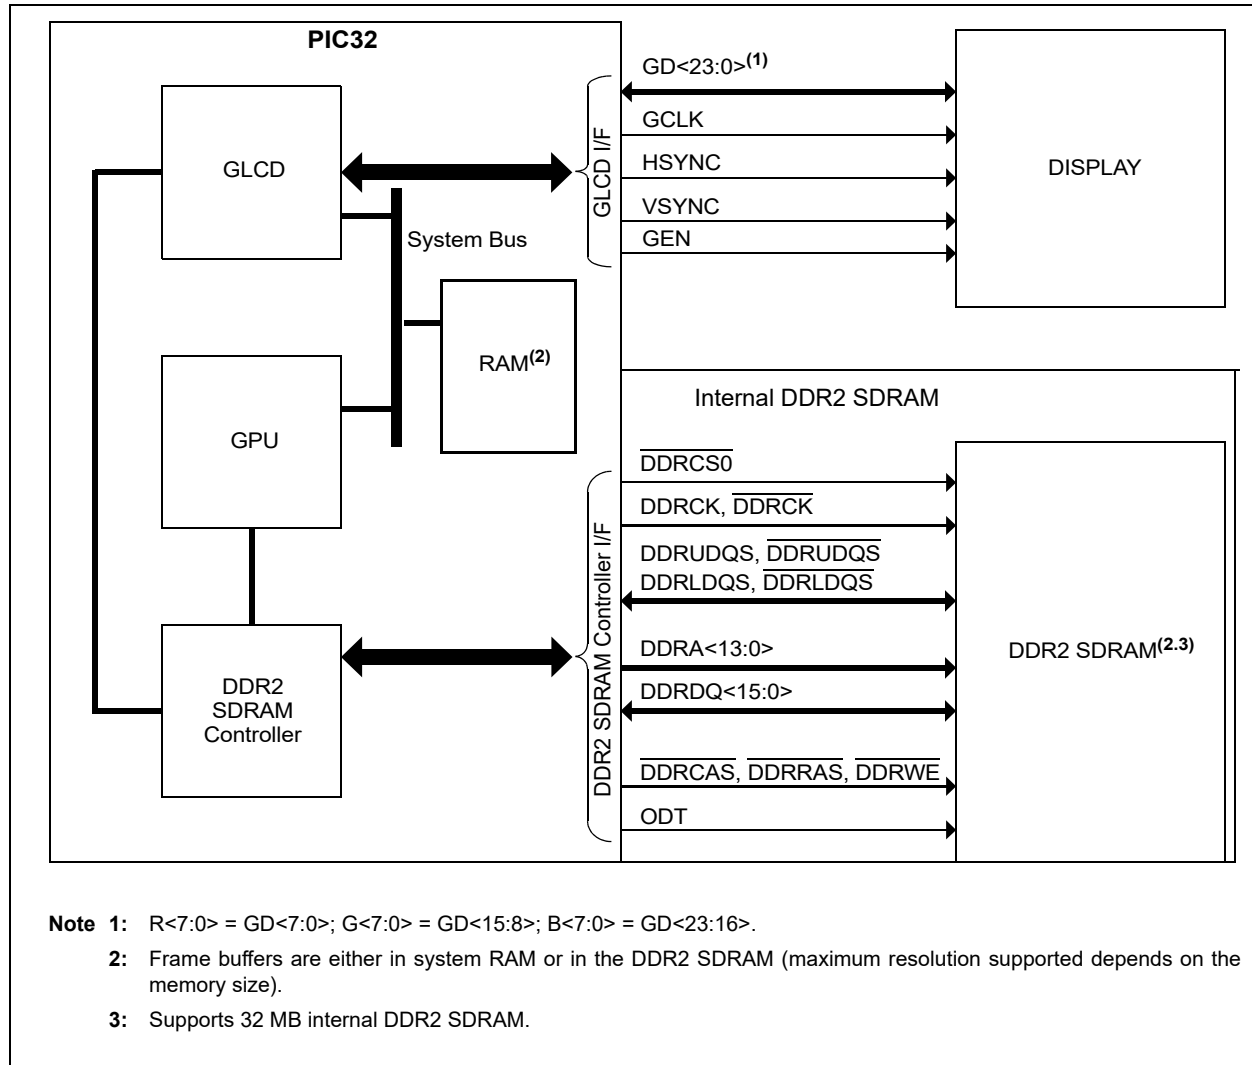 PIC32
GLCD
System Bus
RAM(2)
GPU
DDR2
SDRAM
Controller
GLCD I/F
GD<23:0>(1)
GCLK
HSYNC
VSYNC
GEN
DISPLAY
Internal DDR2 SDRAM
DDR2 SDRAM Controller I/F
DDRCS0
DDRCK, DDRCK
DDRUDQS, DDRUDQS
DDRLDQS, DDRLDQS
DDRA<13:0>
DDRDQ<15:0>
DDRCAS, DDRRAS, DDRWE
ODT
DDR2 SDRAM(2.3)
Note 1: R<7:0> = GD<7:0>; G<7:0> = GD<15:8>; B<7:0> = GD<23:16>.
2: Frame buffers are either in system RAM or in the DDR2 SDRAM (maximum resolution supported depends on the
memory size).
3: Supports 32 MB internal DDR2 SDRAM.